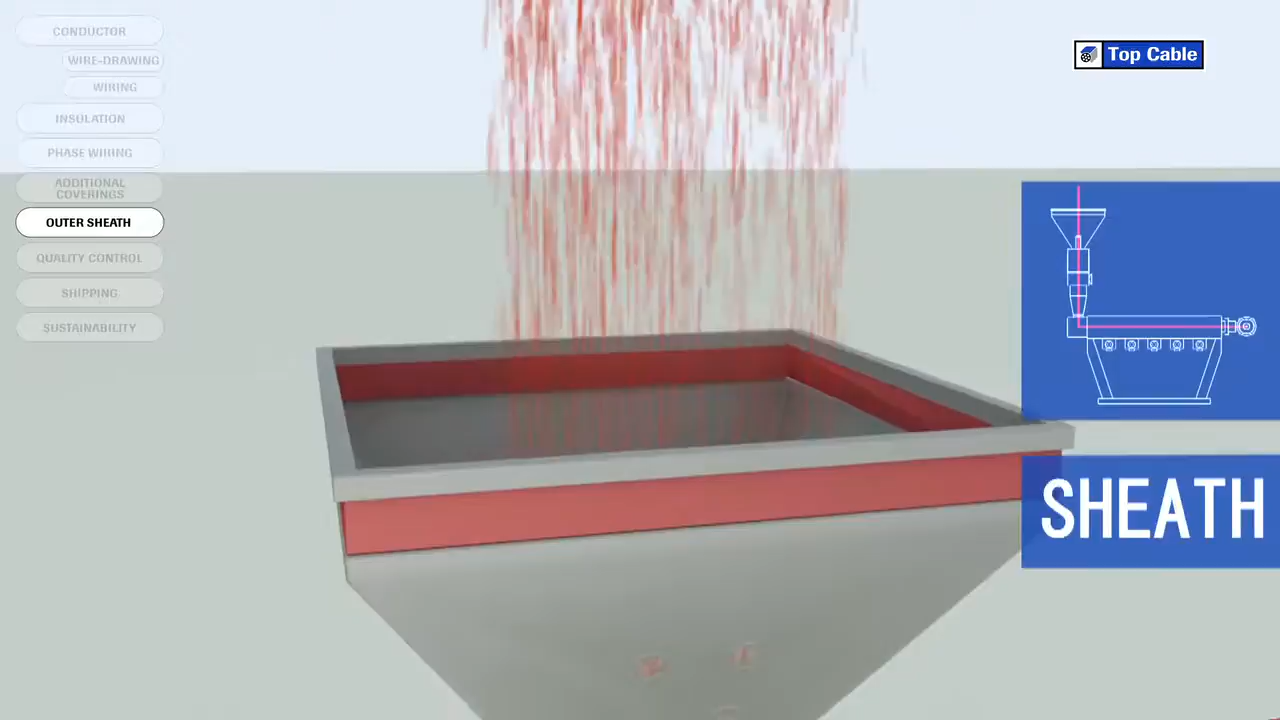 CONDUCTOR
WIRE-DRAWING
WIRING
INSULATION
PHASE WIRING
ADDITIONAL
COVERINGS
OUTER SHEATH
QUALITY CONTROL
SHIPPING
SUSTAINABILITY
Top Cable
SHEATH